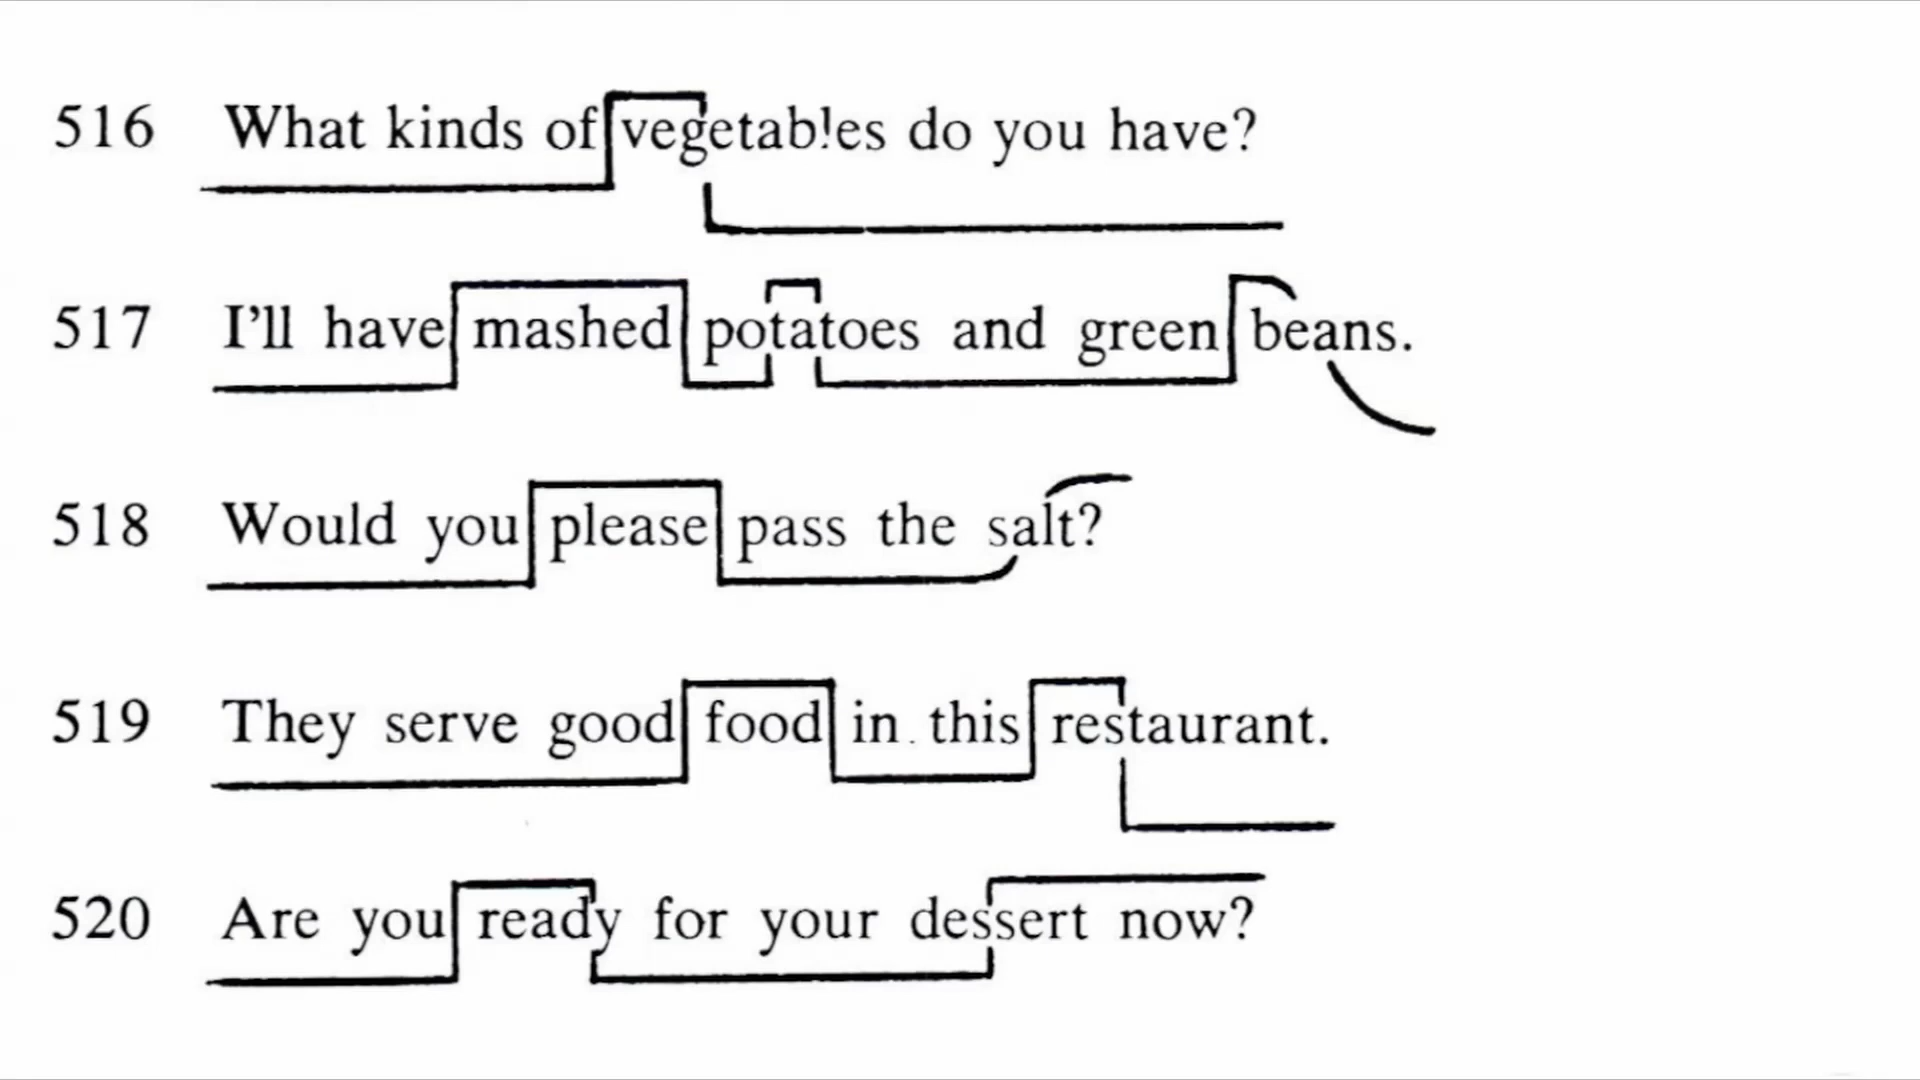 516 What kinds of vegetables do you have?
517 I'll have mashed potatoes and green beans.
518 Would you please pass the salt?
519 They serve good food in this restaurant.
520 Are you ready for your dessert now?